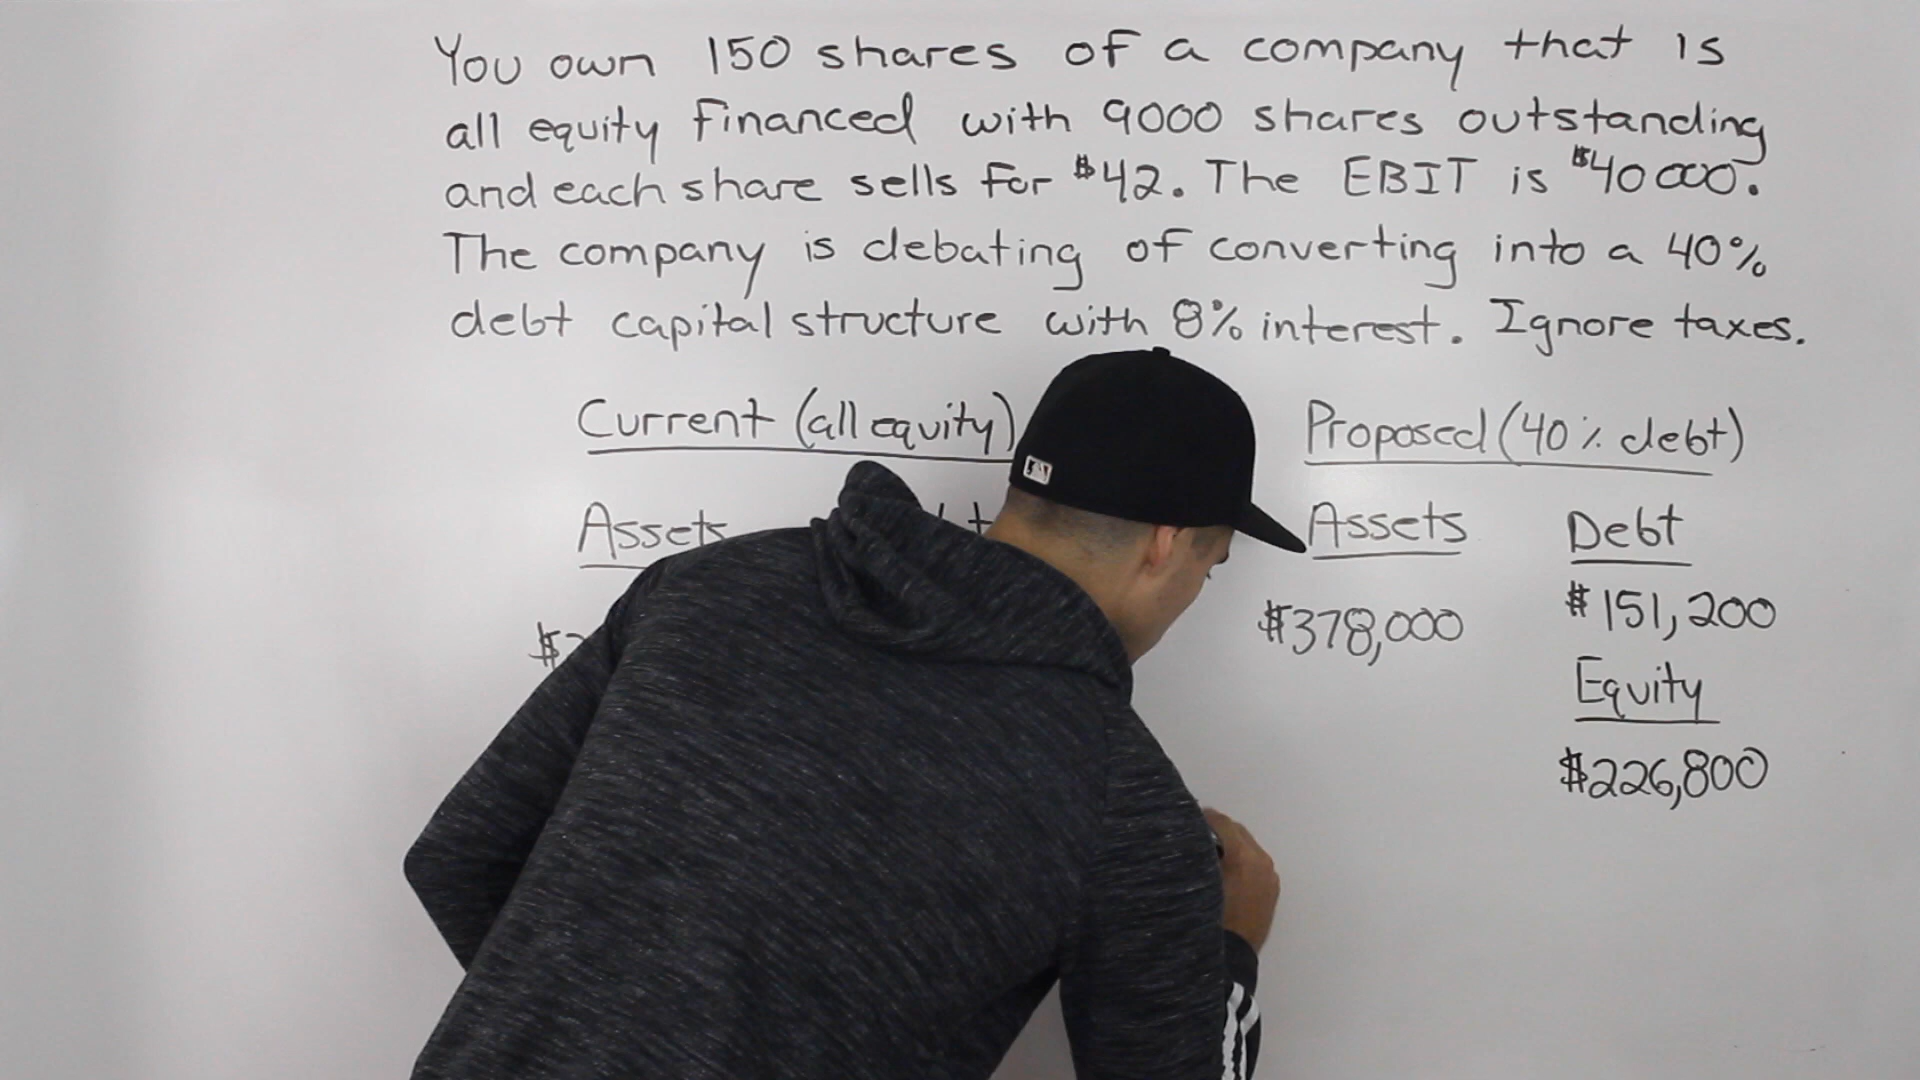 You own 150 shares of a company that is
all equity financed with 9000 shares outstanding
and each share sells for $42. The EBIT is $40000.
The company is debating of converting into a 40%
debt capital structure with 8% interest. Ignore taxes.
Current (all equity) Proposed (40% debt)
Assets Assets Debt
$378,000 $151,200
Equity
$226,800